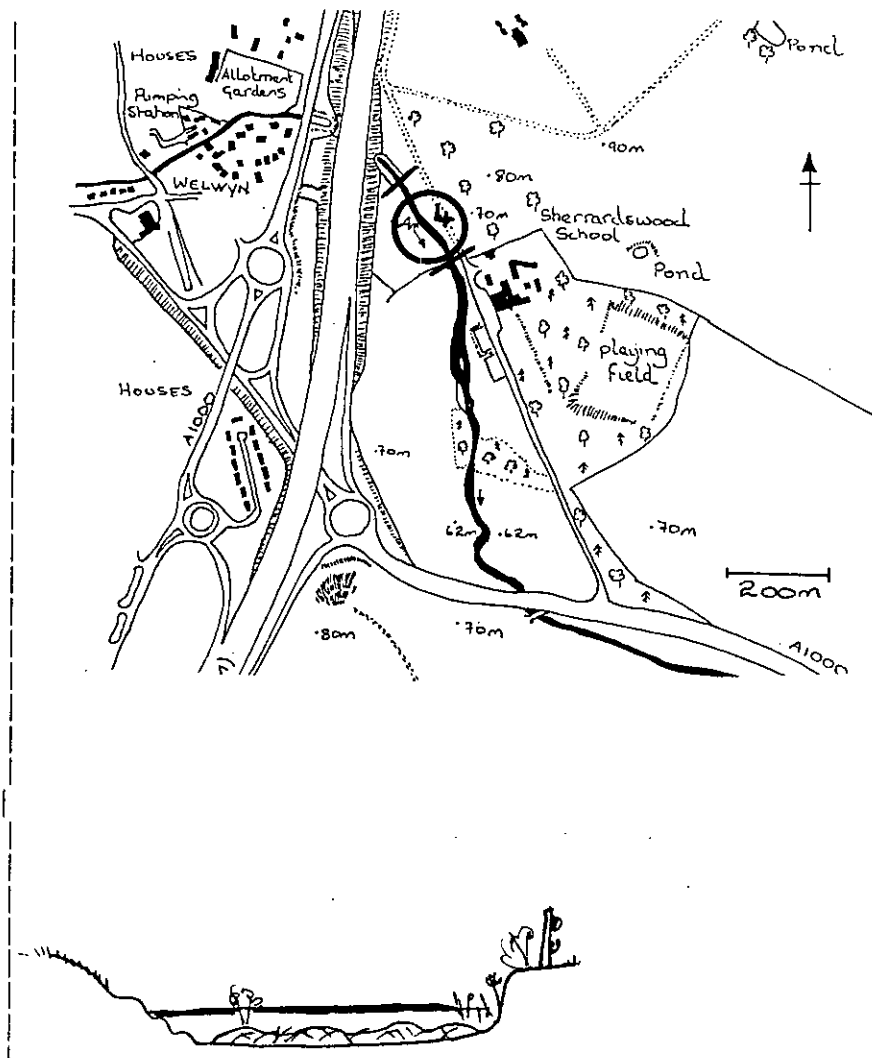 HOUSES
Pond
Allotment
Gardens
Pumping
Station
.90m
.80m
WELWYN
4
.70m
Sherrardswood
School
Pond
playing
field
HOUSES
A1000
.70m
62m .62m
.70m
200m
.80m
.70m
A1000